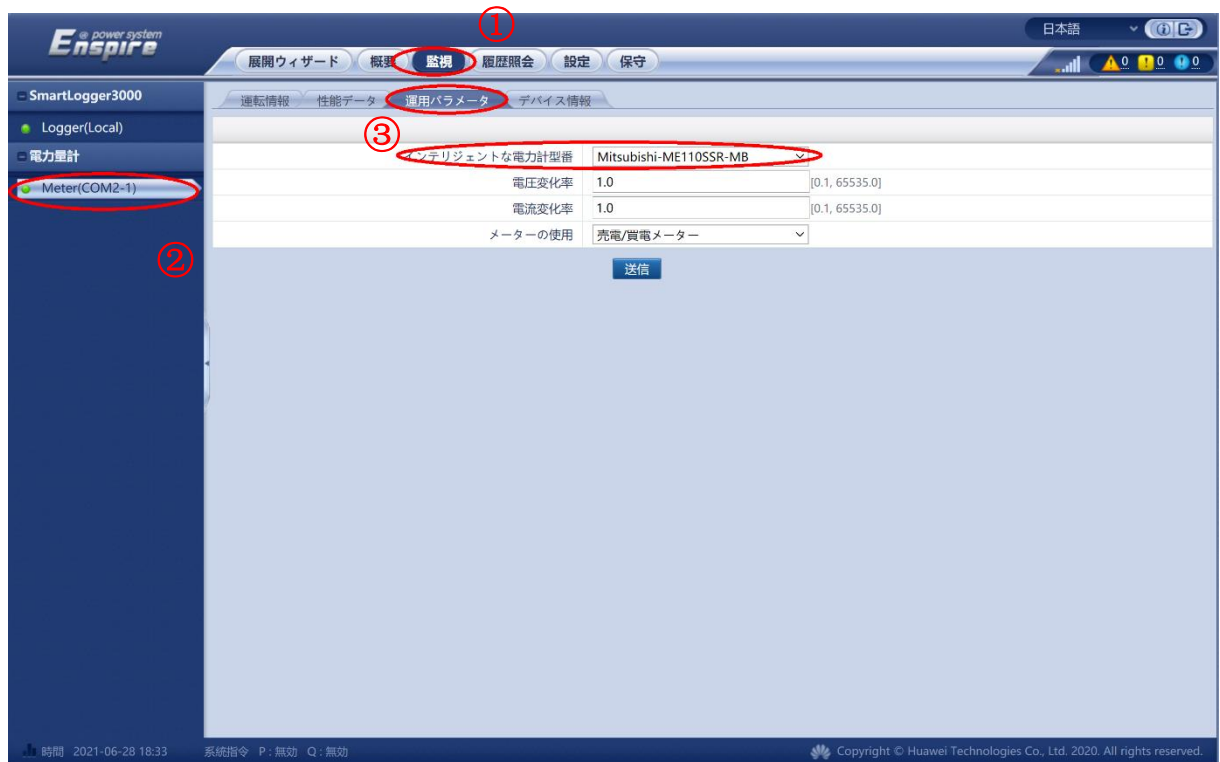 ①
e power system
Enspire
日本語
展開ウィザード 概要 監視 履歴照会 設定 保守
0 0 0
SmartLogger3000
運転情報 性能データ 運用パラメータ デバイス情報
Logger(Local)
③
電力量計
インテリジェントな電力計型番 Mitsubishi-ME110SSR-MB
Meter(COM2-1)
電圧変化率 1.0 [0.1, 65535.0]
電流変化率 1.0 [0.1, 65535.0]
メーターの使用 売電/買電メーター
②
送信
時間 2021-06-28 18:33 系統指令 P : 無効 Q : 無効 Copyright © Huawei Technologies Co., Ltd. 2020. All rights reserved.